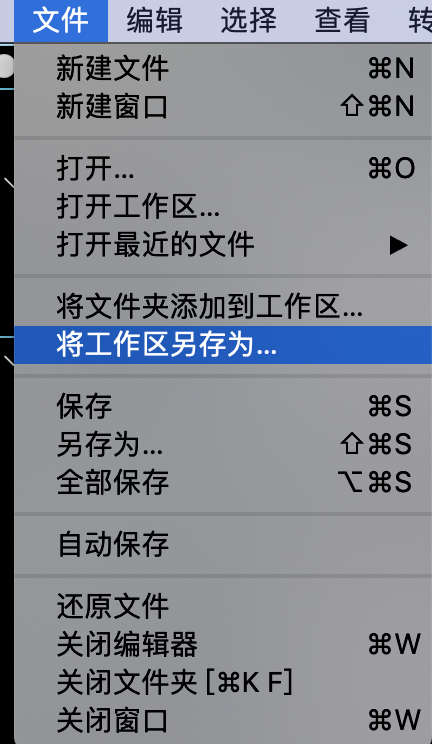 文件 编辑 选择 查看 转
新建文件 ⌘N
新建窗口 ⇧⌘N
打开... ⌘O
打开工作区...
打开最近的文件 ▶
将文件夹添加到工作区...
将工作区另存为...
保存 ⌘S
另存为... ⇧⌘S
全部保存 ⌥⌘S
自动保存
还原文件
关闭编辑器 ⌘W
关闭文件夹 [⌘K F]
关闭窗口 ⌘W